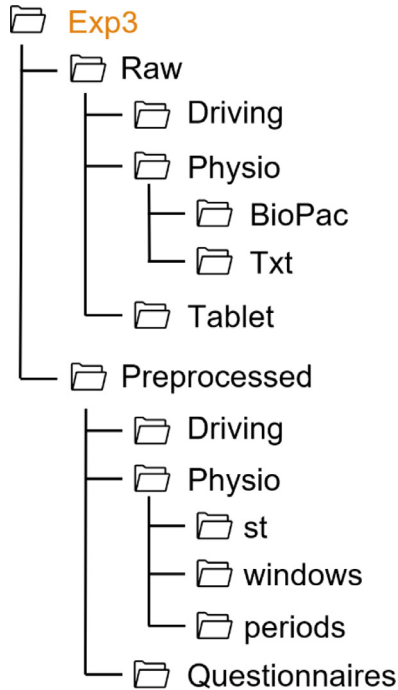 Exp3
Raw
Driving
Physio
BioPac
Txt
Tablet
Preprocessed
Driving
Physio
st
windows
periods
Questionnaires